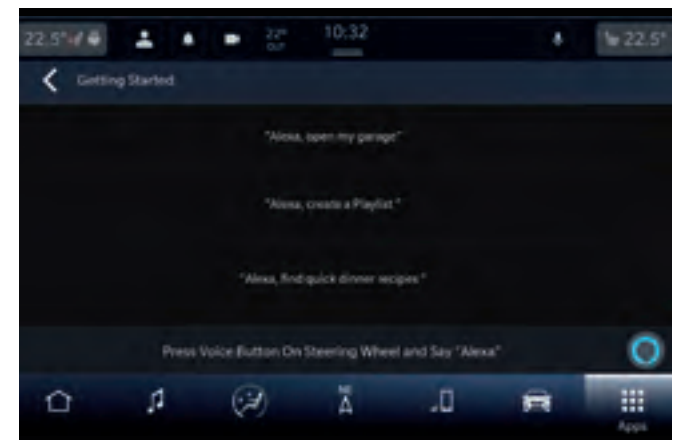 22.5°
22°
OUT
10:32
22.5°
Getting Started
"Alexa, open my garage"
"Alexa, create a Playlist."
"Alexa, find quick dinner recipes"
Press Voice Button On Steering Wheel and Say "Alexa"
NE
Apps